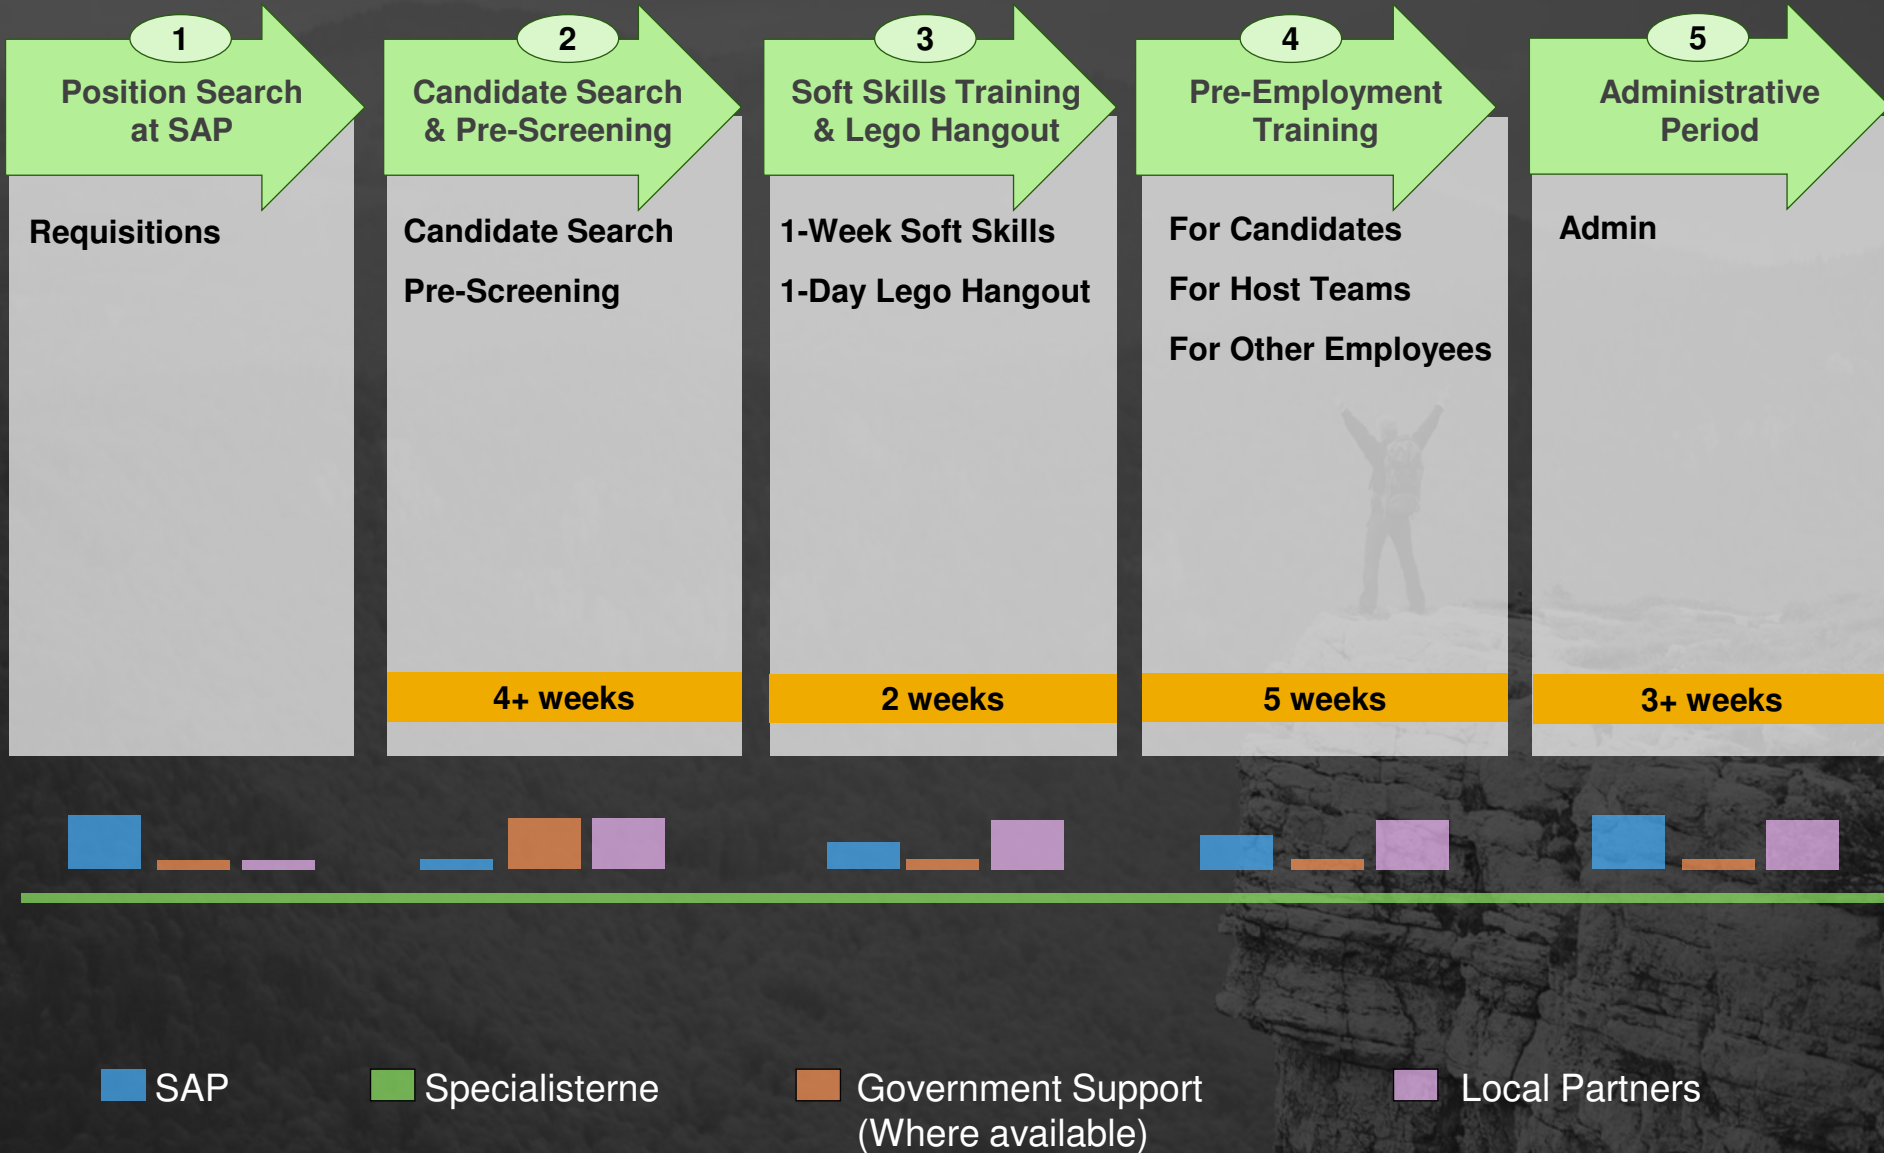 1
Position Search
at SAP
Requisitions
2
Candidate Search
& Pre-Screening
Candidate Search
Pre-Screening
4+ weeks
3
Soft Skills Training
& Lego Hangout
1-Week Soft Skills
1-Day Lego Hangout
2 weeks
4
Pre-Employment
Training
For Candidates
For Host Teams
For Other Employees
5 weeks
5
Administrative
Period
Admin
3+ weeks
SAP
Specialisterne
Government Support
(Where available)
Local Partners